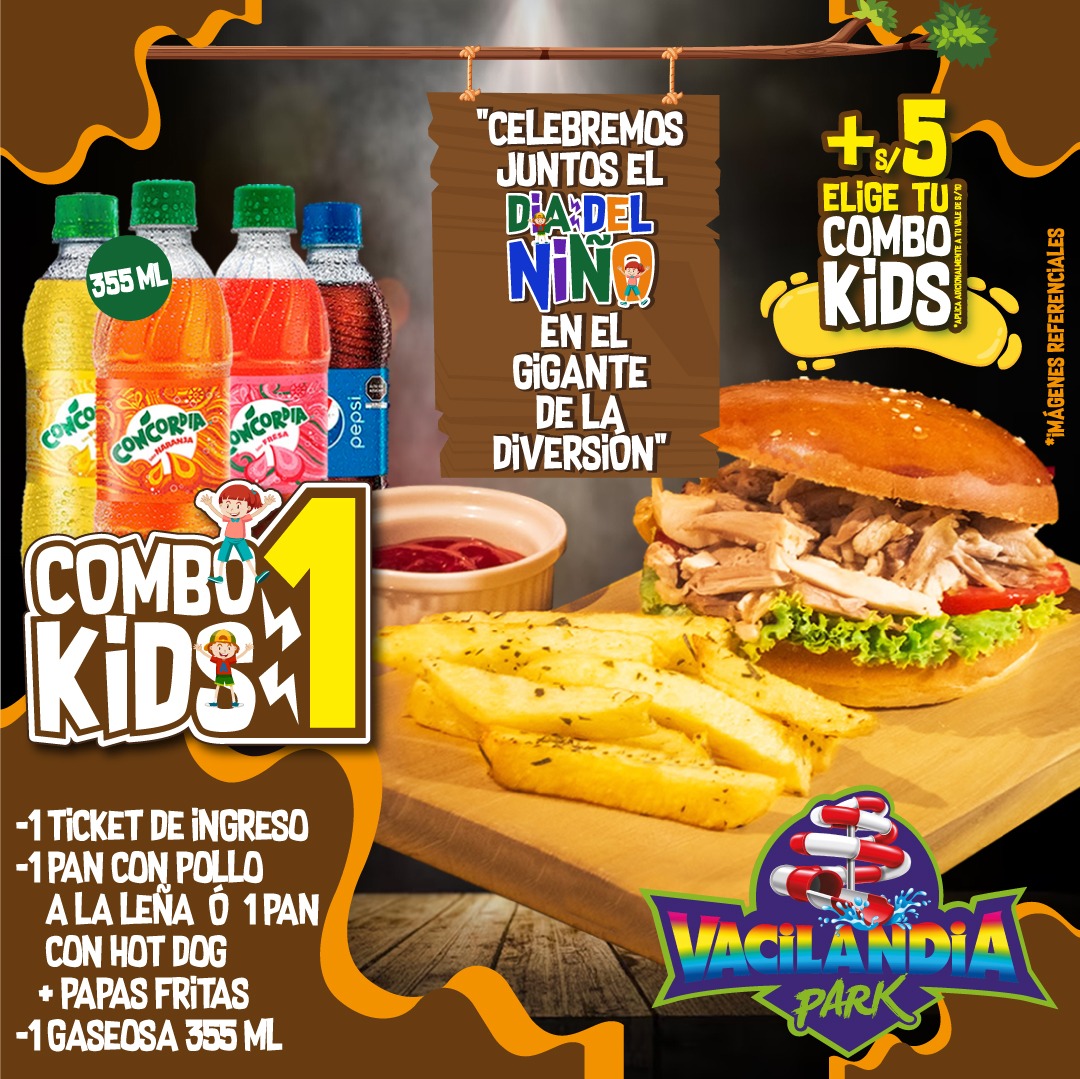 "CELEBREMOS
JUNTOS EL
DIA DEL
NIÑO
EN EL
GIGANTE
DE LA
DIVERSIÓN"
+ S/ 5
ELIGE TU
COMBO
KIDS
*APLICA ADICIONALMENTE A TU VALE DE S/10
*IMÁGENES REFERENCIALES
355 ML
CONCO
CONCORDIA
NARANJA
CONCORDIA
FRESA
pepsi
COMBO
KIDS 1
-1 TICKET DE INGRESO
-1 PAN CON POLLO
A LA LEÑA Ó 1 PAN
CON HOT DOG
+ PAPAS FRITAS
-1 GASEOSA 355 ML
VACILANDIA
PARK